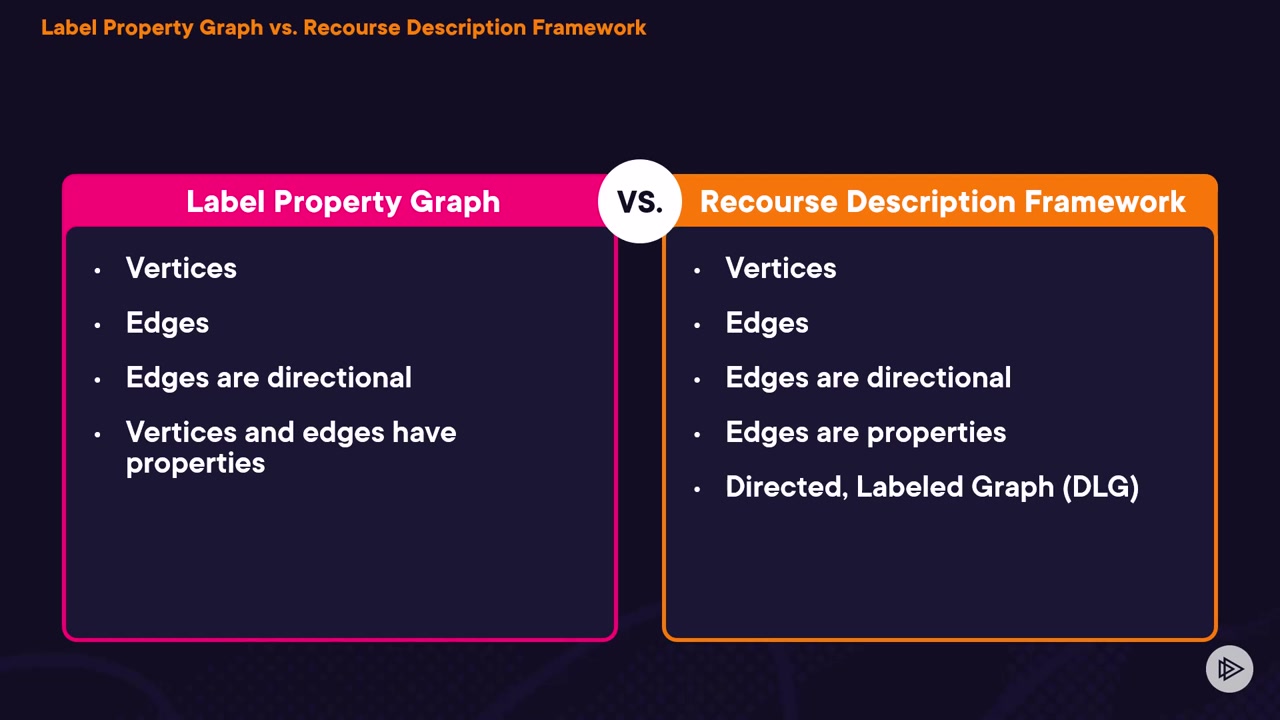 Label Property Graph vs. Recourse Description Framework
Label Property Graph
VS.
Recourse Description Framework
• Vertices
• Edges
• Edges are directional
• Vertices and edges have
properties
• Vertices
• Edges
• Edges are directional
• Edges are properties
• Directed, Labeled Graph (DLG)